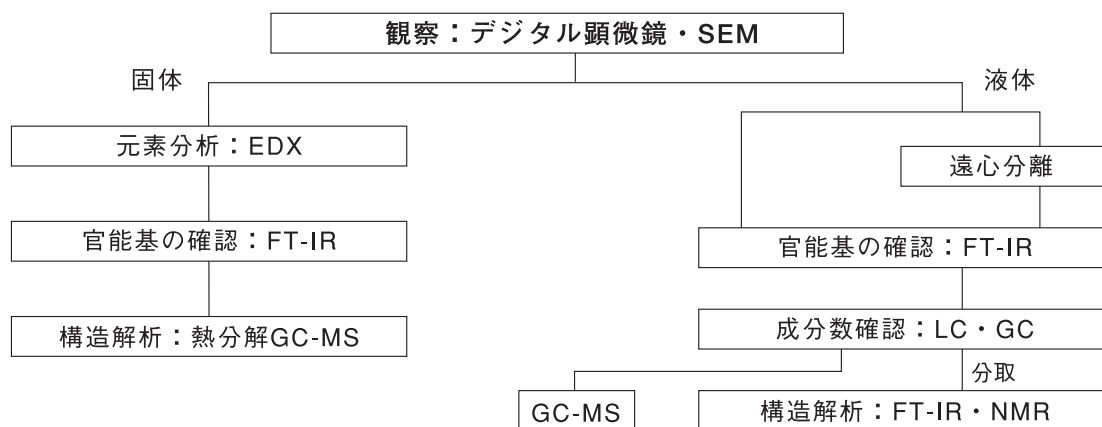 観察：デジタル顕微鏡・SEM
固体
液体
元素分析：EDX
遠心分離
官能基の確認：FT-IR
官能基の確認：FT-IR
構造解析：熱分解GC-MS
成分数確認：LC・GC
分取
GC-MS
構造解析：FT-IR・NMR